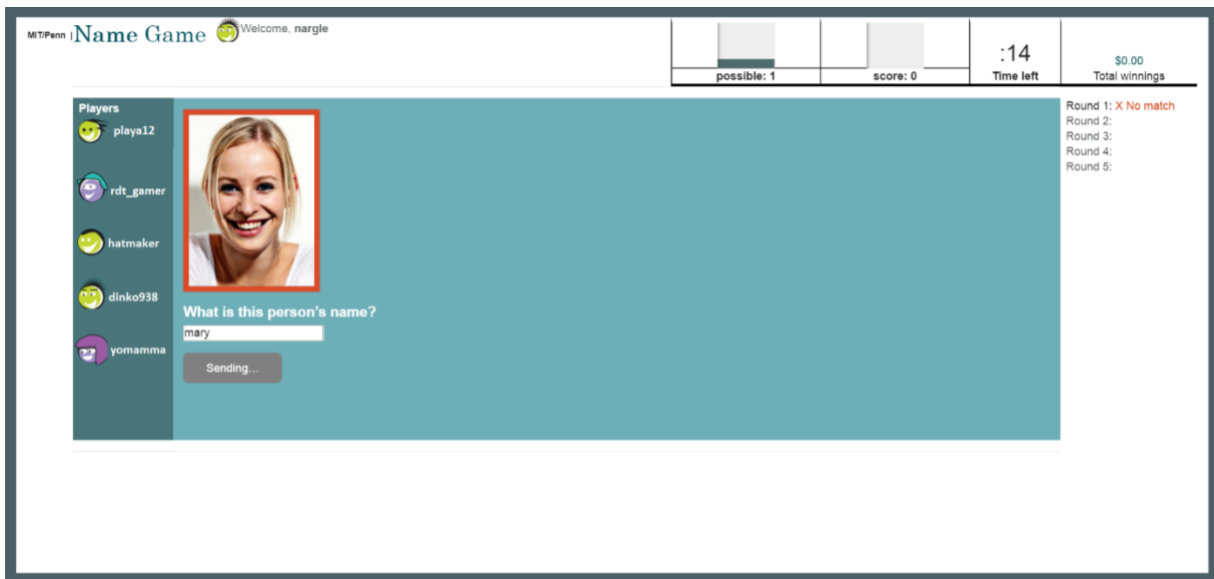 MIT/Penn | Name Game Welcome, nargle
possible: 1
score: 0
:14
Time left
$0.00
Total winnings
Players
playa12
rdt_gamer
hatmaker
dinko938
yomamma
What is this person's name?
mary
Sending...
Round 1: X No match
Round 2:
Round 3:
Round 4:
Round 5: